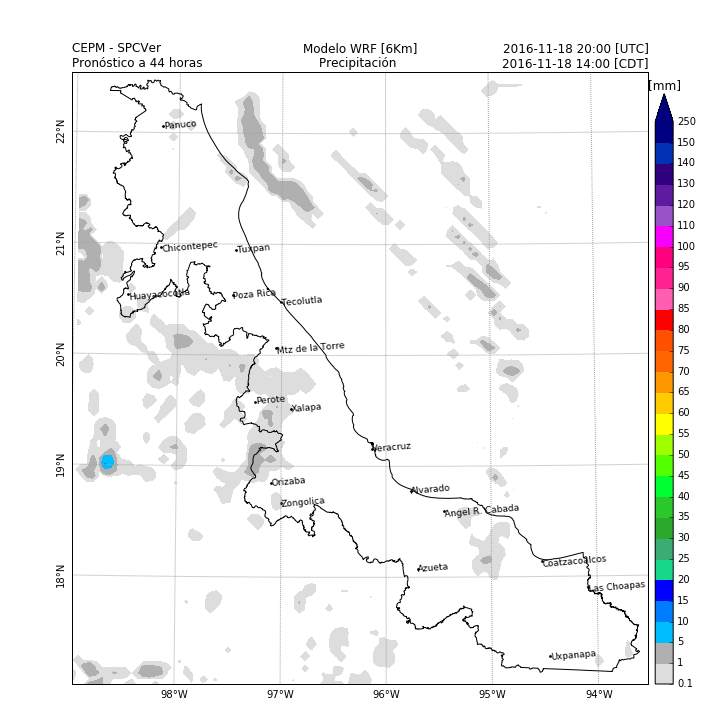 CEPM - SPCVer Modelo WRF [6Km] 2016-11-18 20:00 [UTC]
Pronóstico a 44 horas Precipitación 2016-11-18 14:00 [CDT]
[mm]
250
150
140
130
120
110
100
95
90
85
80
75
70
65
60
55
50
45
40
35
30
25
20
15
10
5
1
0.1
22°N
21°N
20°N
19°N
18°N
Panuco
Chicontepec
Tuxpan
Huayacocotla
Poza Rica
Tecolutla
Mtz de la Torre
Perote
Xalapa
Veracruz
Orizaba
Alvarado
Zongolica
Angel R. Cabada
Coatzacoalcos
Azueta
Las Choapas
Uxpanapa
98°W 97°W 96°W 95°W 94°W